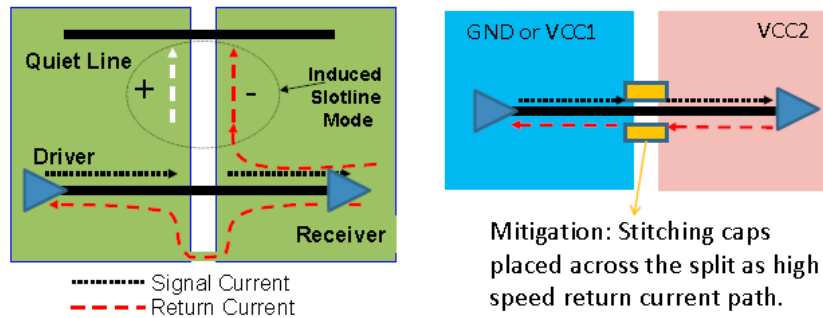 Quiet Line
+
-
Induced
Slotline
Mode
Driver
Receiver
Signal Current
Return Current
GND or VCC1
VCC2
Mitigation: Stitching caps
placed across the split as high
speed return current path.